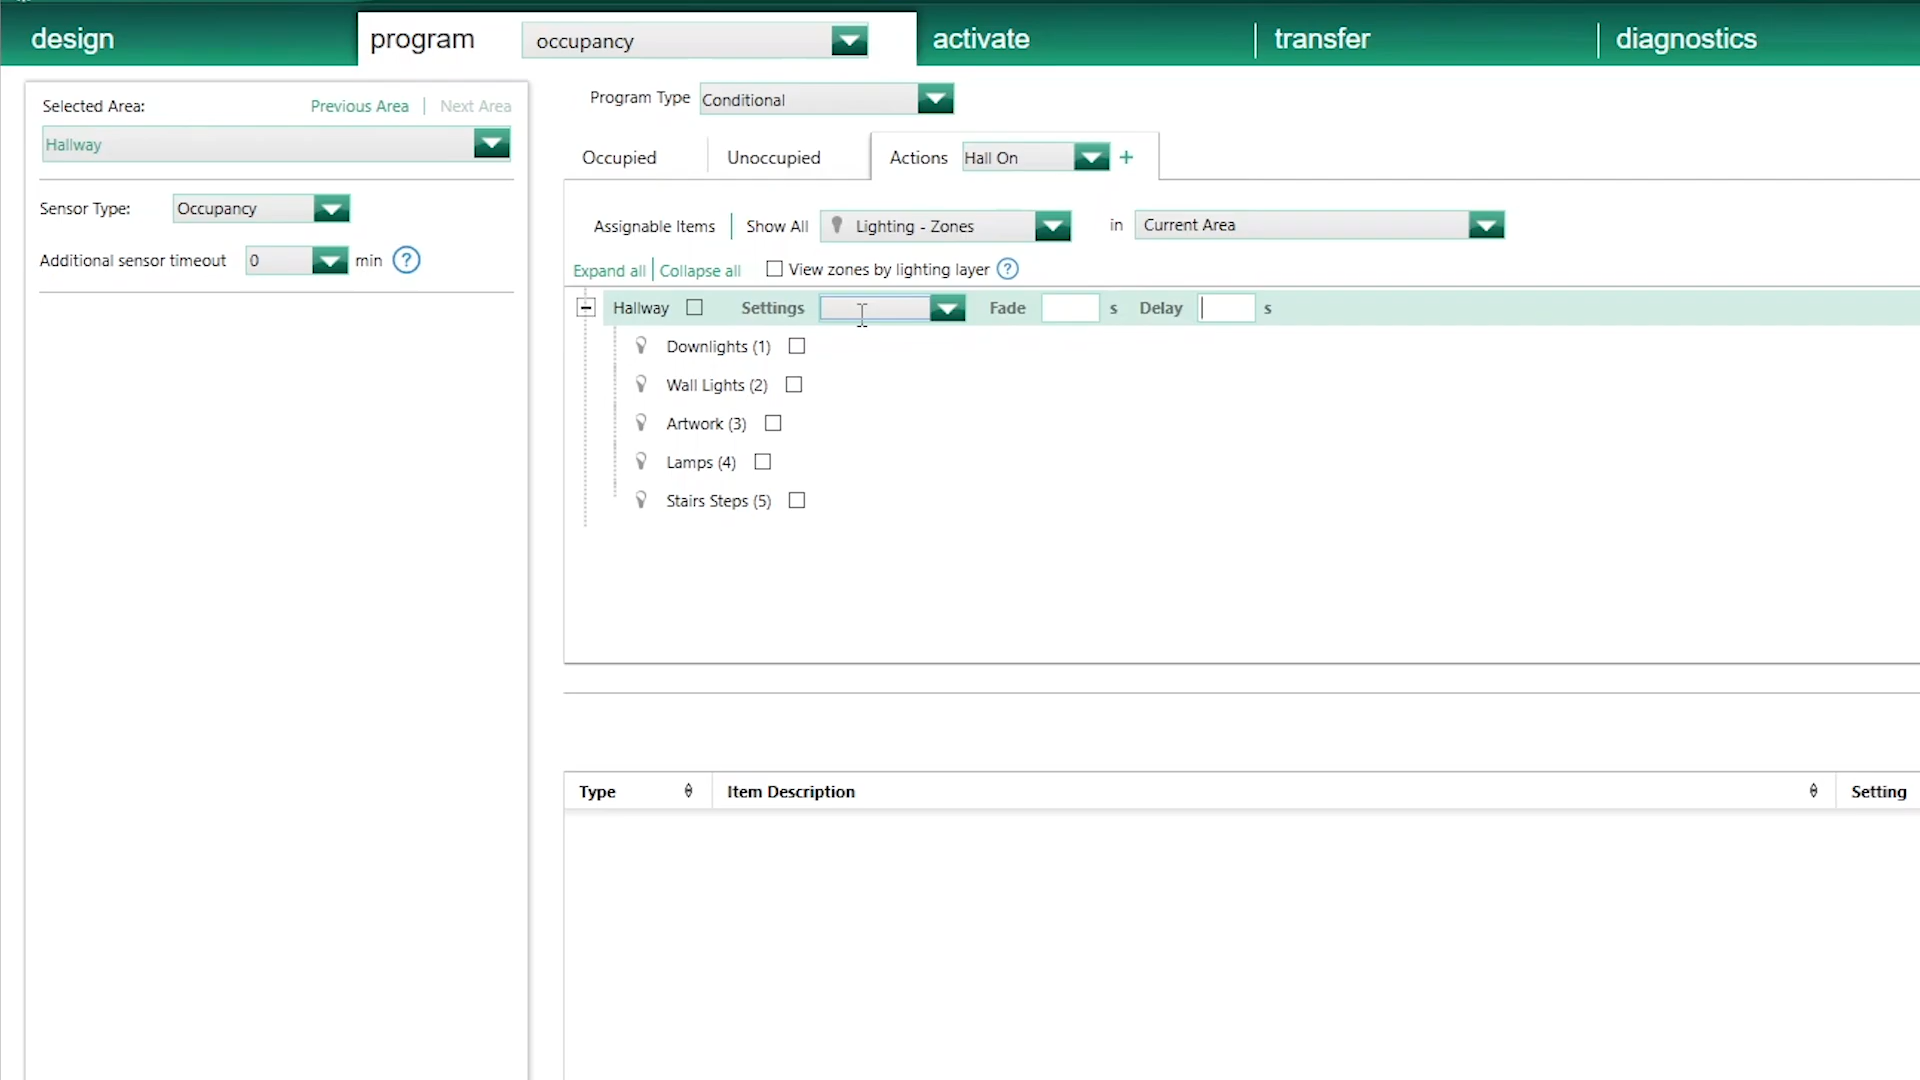 design program occupancy activate transfer diagnostics
Selected Area: Previous Area Next Area
Hallway
Sensor Type: Occupancy
Additional sensor timeout 0 min ?
Program Type Conditional
Occupied Unoccupied Actions Hall On +
Assignable Items Show All Lighting - Zones in Current Area
Expand all Collapse all View zones by lighting layer ?
Hallway Settings Fade s Delay s
Downlights (1)
Wall Lights (2)
Artwork (3)
Lamps (4)
Stairs Steps (5)
Type Item Description Setting